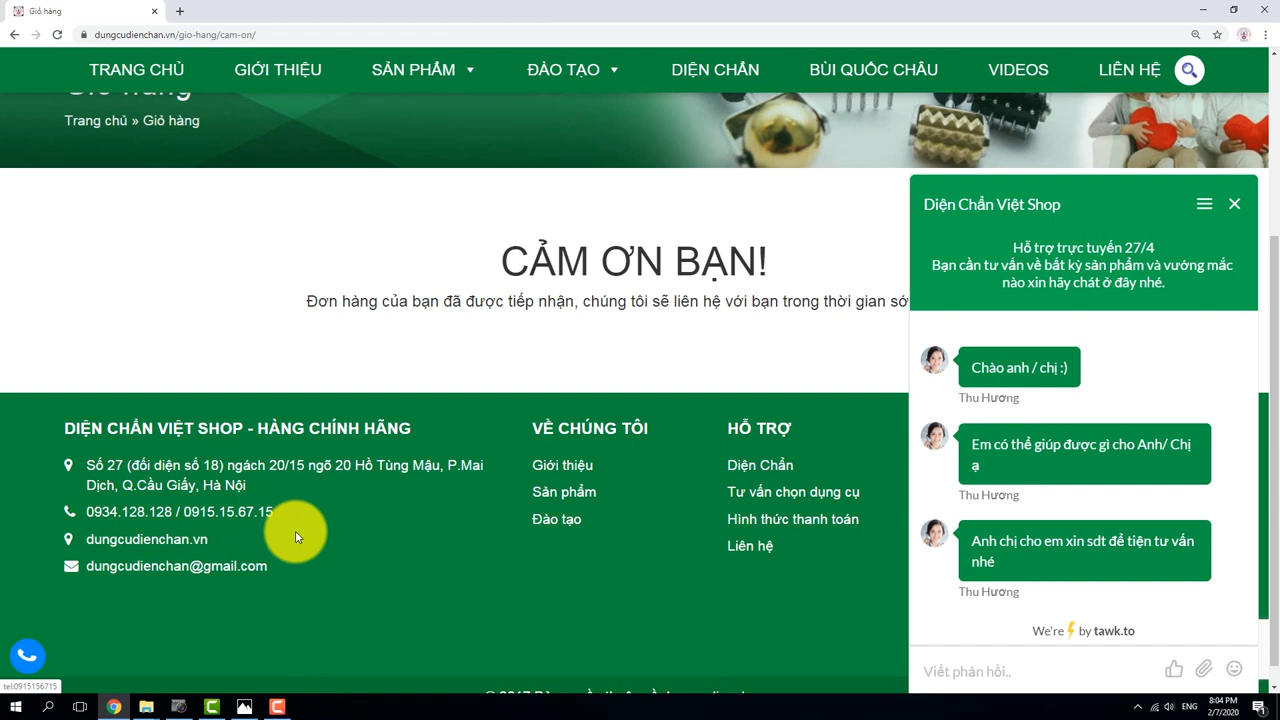 Giỏ hàng
dungcudienchan.vn/gio-hang/cam-on/
TRANG CHỦ
GIỚI THIỆU
SẢN PHẨM
ĐÀO TẠO
DIỆN CHẨN
BÙI QUỐC CHÂU
VIDEOS
LIÊN HỆ
Giỏ hàng
Trang chủ » Giỏ hàng
CẢM ƠN BẠN!
Đơn hàng của bạn đã được tiếp nhận, chúng tôi sẽ liên hệ với bạn trong thời gian sớ
DIỆN CHẨN VIỆT SHOP - HÀNG CHÍNH HÃNG
Số 27 (đối diện số 18) ngách 20/15 ngõ 20 Hồ Tùng Mậu, P.Mai
Dịch, Q.Cầu Giấy, Hà Nội
0934.128.128 / 0915.15.67.15
dungcudienchan.vn
dungcudienchan@gmail.com
VỀ CHÚNG TÔI
Giới thiệu
Sản phẩm
Đào tạo
HỖ TRỢ
Diện Chẩn
Tư vấn chọn dụng cụ
Hình thức thanh toán
Liên hệ
Diện Chẩn Việt Shop
Hỗ trợ trực tuyến 27/4
Bạn cần tư vấn về bất kỳ sản phẩm và vướng mắc
nào xin hãy chát ở đây nhé.
Chào anh / chị :)
Thu Hương
Em có thể giúp được gì cho Anh/ Chị
ạ
Thu Hương
Anh chị cho em xin sdt để tiện tư vấn
nhé
Thu Hương
We're by tawk.to
Viết phản hồi..
tel:0915156715
ENG
8:04 PM
2/7/2020